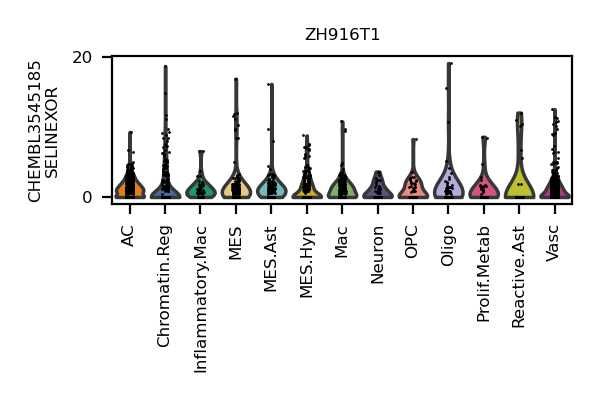 ZH916T1
CHEMBL3545185
SELINEXOR
20
0
AC
Chromatin.Reg
Inflammatory.Mac
MES
MES.Ast
MES.Hyp
Mac
Neuron
OPC
Oligo
Prolif.Metab
Reactive.Ast
Vasc